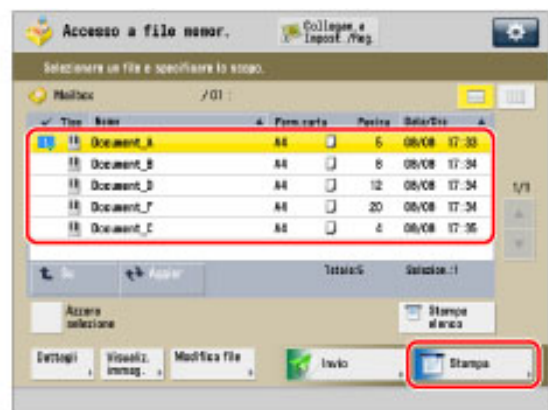 Accesso a file memor.
Collegam. e
Impost. /Reg.
Selezionare un file e specificare lo scopo.
Mailbox /01 :
Tipo Nome Form.carta Pagine Data/Ora
1 Document_A A4 5 08/08 17:33
Document_B A4 8 08/08 17:34
Document_D A4 12 08/08 17:34
Document_F A4 20 08/08 17:34
Document_C A4 4 08/08 17:35
1/1
Su Aggior Totale:5 Selezion.:1
Azzera
selezione
Stampa
elenco
Dettagli
Visualiz.
immag.
Modifica file
Invio
Stampa